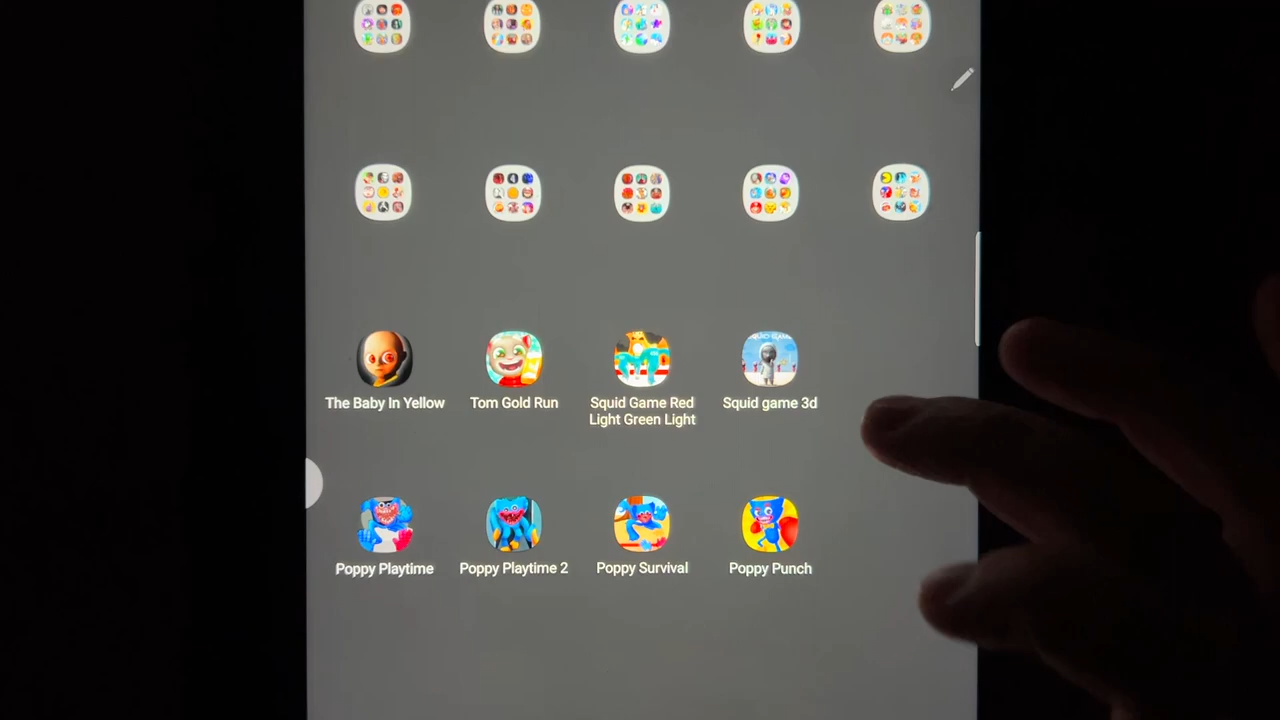 The Baby In Yellow
Tom Gold Run
Squid Game Red
Light Green Light
Squid game 3d
Poppy Playtime
Poppy Playtime 2
Poppy Survival
Poppy Punch